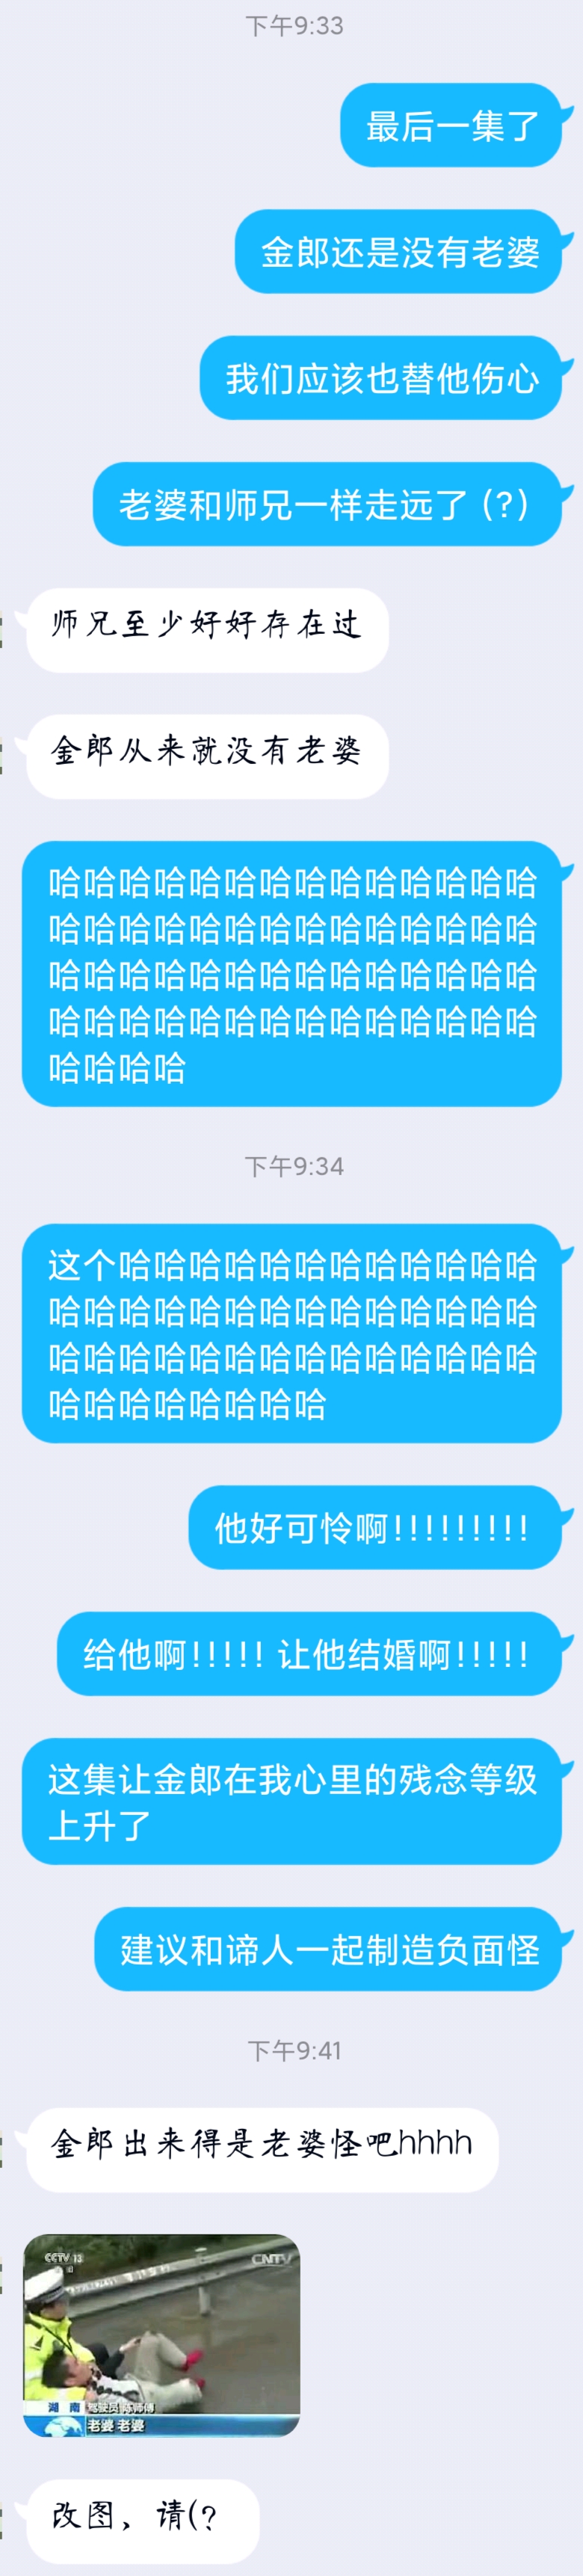 下午9:33
最后一集了
金郎还是没有老婆
我们应该也替他伤心
老婆和师兄一样走远了 (?)
师兄至少好好存在过
金郎从来就没有老婆
哈哈哈哈哈哈哈哈哈哈哈哈哈哈
哈哈哈哈哈哈哈哈哈哈哈哈哈哈
哈哈哈哈哈哈哈哈哈哈哈哈哈哈
哈哈哈哈哈哈哈哈哈哈哈哈哈哈
哈哈哈哈
下午9:34
这个哈哈哈哈哈哈哈哈哈哈哈哈
哈哈哈哈哈哈哈哈哈哈哈哈哈哈
哈哈哈哈哈哈哈哈哈哈哈哈哈哈
哈哈哈哈哈哈哈哈
他好可怜啊!!!!!!!!!
给他啊!!!!! 让他结婚啊!!!!!
这集让金郎在我心里的残念等级
上升了
建议和谛人一起制造负面怪
下午9:41
金郎出来得是老婆怪吧hhhh
CCTV 13
CNTV
湖 南 驾驶员 陈师傅
老婆 老婆
改图，请(?